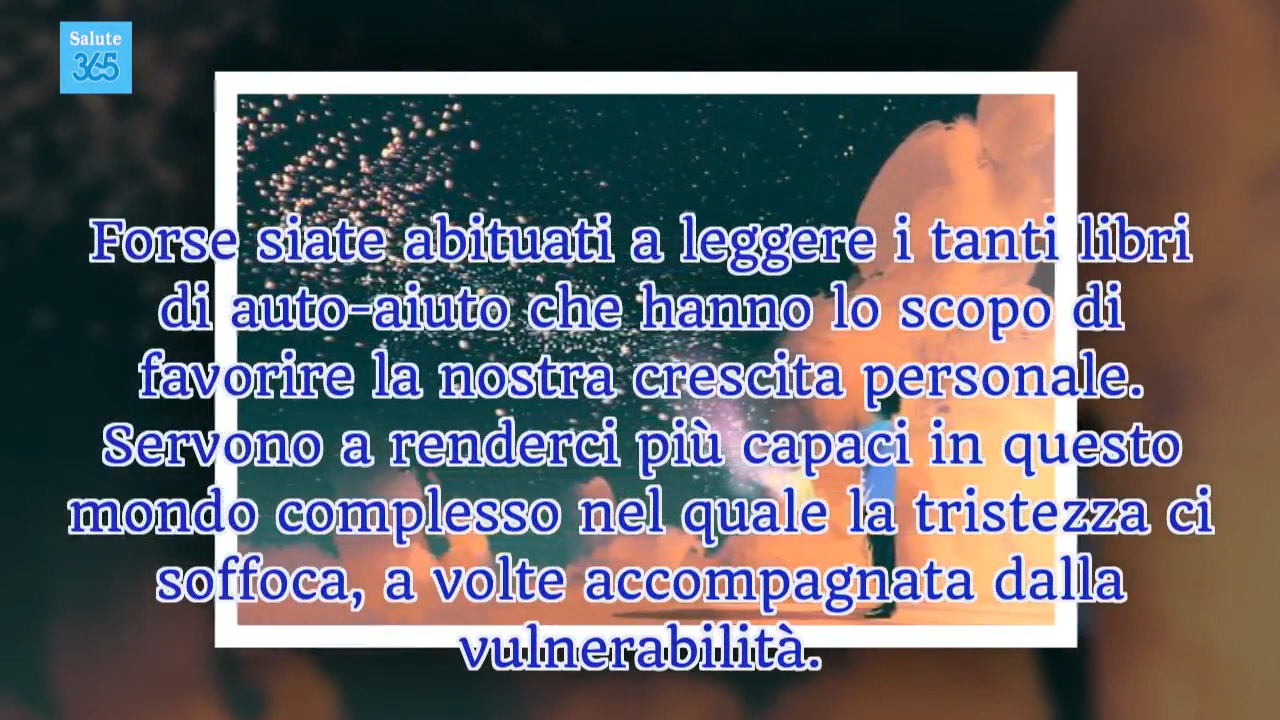 Salute
365
Forse siate abituati a leggere i tanti libri
di auto-aiuto che hanno lo scopo di
favorire la nostra crescita personale.
Servono a renderci più capaci in questo
mondo complesso nel quale la tristezza ci
soffoca, a volte accompagnata dalla
vulnerabilità.